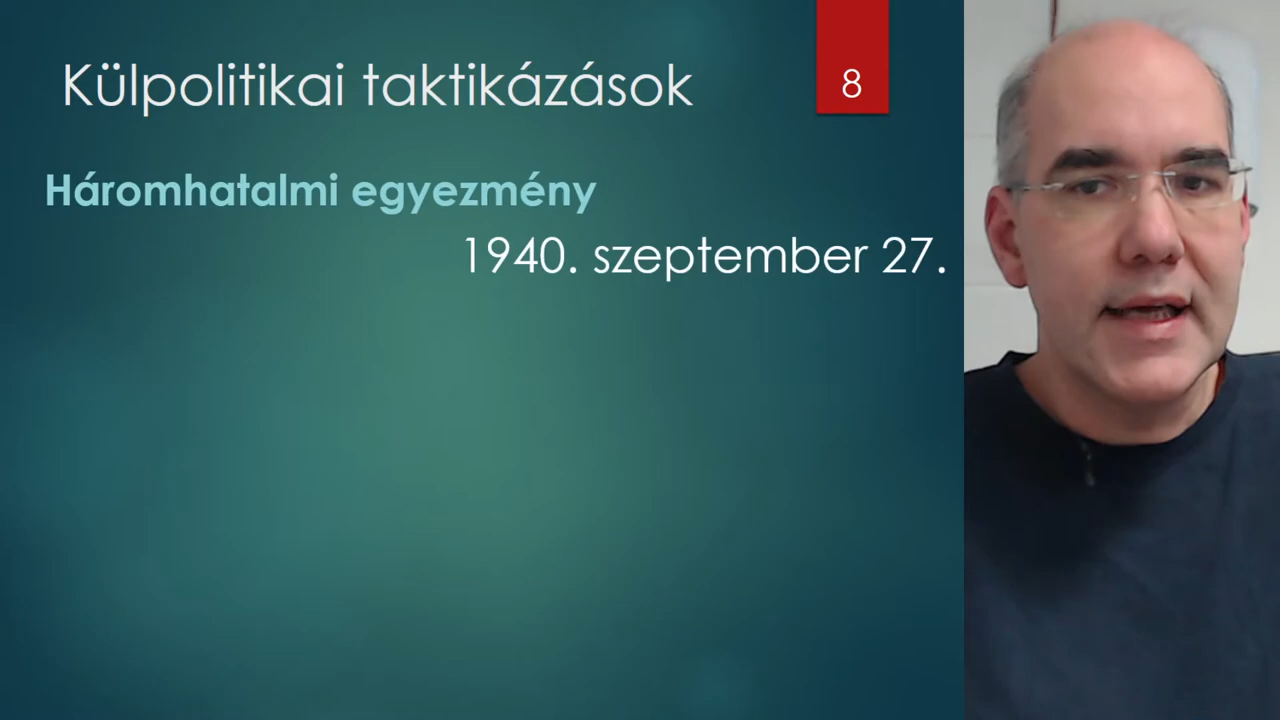 Külpolitikai taktikázások
8
Háromhatalmi egyezmény
1940. szeptember 27.